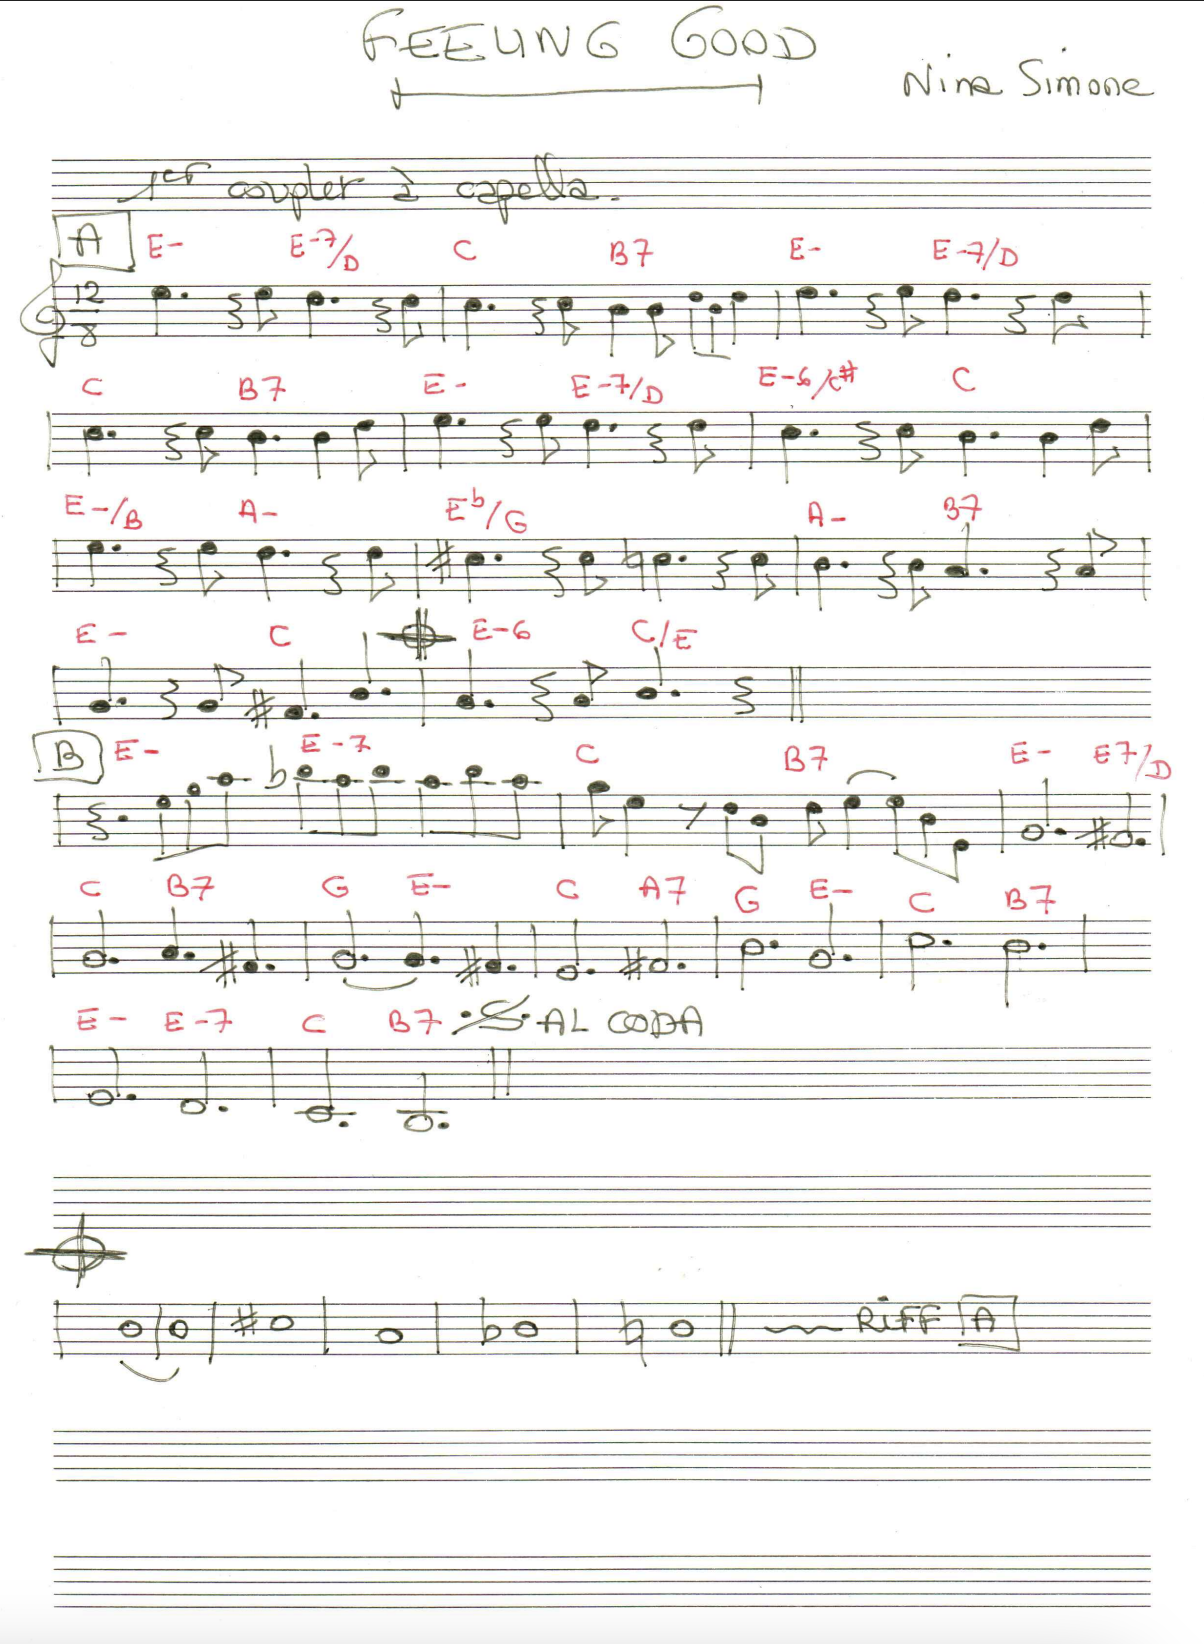 FEELING GOOD
Nina Simone
1er couplet à capella.
A E- E-7/D C B7 E- E-7/D
12
8
C B7 E- E-7/D E-6/C# C
E-/B A- Eb/G A- B7
E- C E-6 C/E
B E- E-7 C B7 E- E7/D
C B7 G E- C A7 G E- C B7
E- E-7 C B7 AL CODA
RIFF A